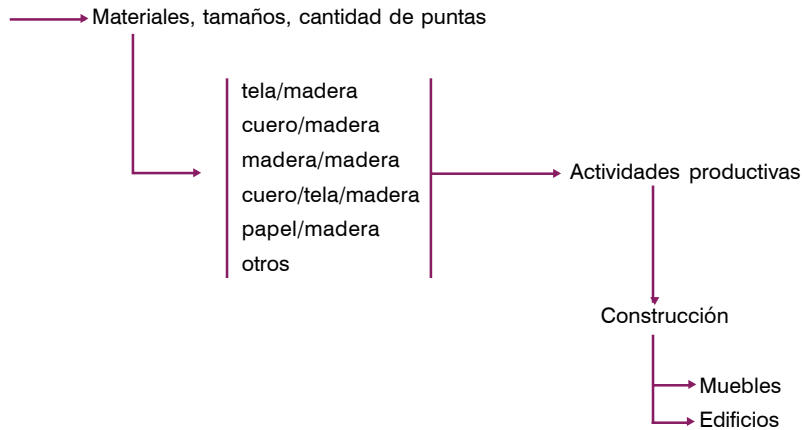 Materiales, tamaños, cantidad de puntas
tela/madera
cuero/madera
madera/madera
cuero/tela/madera
papel/madera
otros
Actividades productivas
Construcción
Muebles
Edificios